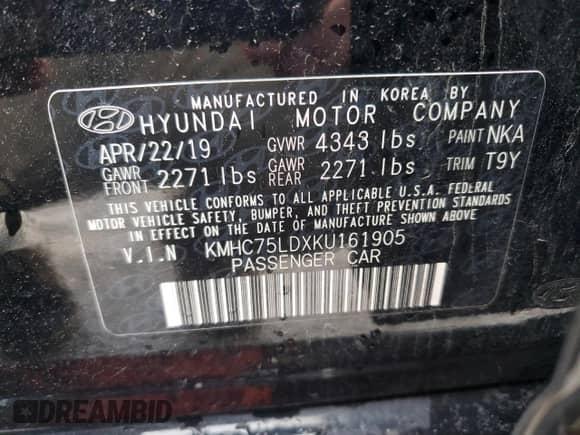 MANUFACTURED IN KOREA BY
HYUNDAI MOTOR COMPANY
APR/22/19 GVWR 4343 lbs PAINT NKA
GAWR FRONT 2271 lbs GAWR REAR 2271 lbs TRIM T9Y
THIS VEHICLE CONFORMS TO ALL APPLICABLE U.S.A. FEDERAL
MOTOR VEHICLE SAFETY, BUMPER, AND THEFT PREVENTION STANDARDS
IN EFFECT ON THE DATE OF MANUFACTURE SHOWN ABOVE.
V.I.N KMHC75LDXKU161905
PASSENGER CAR
DREAMBID